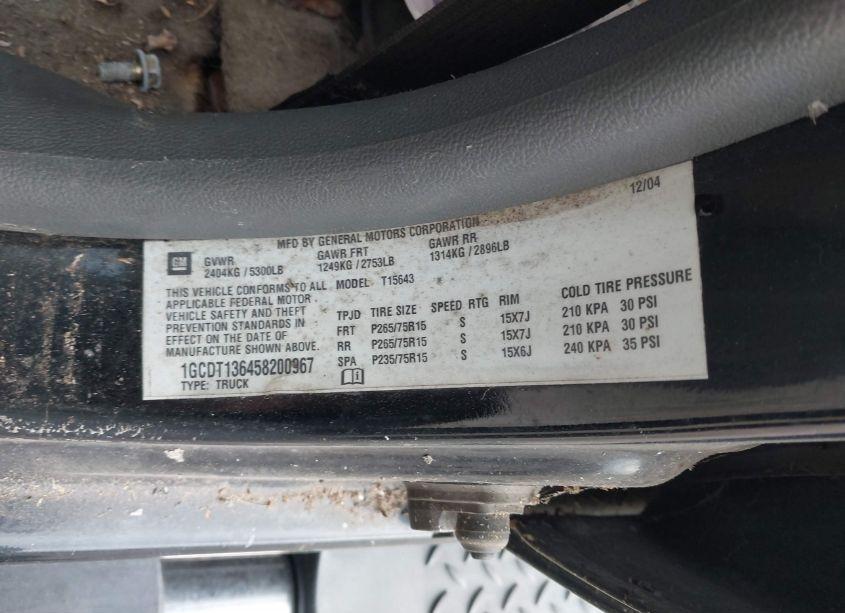 12/04
MFD BY GENERAL MOTORS CORPORATION
GM
GVWR GAWR FRT GAWR RR
2404KG / 5300LB 1249KG / 2753LB 1314KG / 2896LB
THIS VEHICLE CONFORMS TO ALL
APPLICABLE FEDERAL MOTOR
VEHICLE SAFETY AND THEFT
PREVENTION STANDARDS IN
EFFECT ON THE DATE OF
MANUFACTURE SHOWN ABOVE.
1GCDT136458200967
TYPE: TRUCK
MODEL T15643
TPJD TIRE SIZE SPEED RTG RIM COLD TIRE PRESSURE
FRT P265/75R15 S 15X7J 210 KPA 30 PSI
RR P265/75R15 S 15X7J 210 KPA 30 PSI
SPA P235/75R15 S 15X6J 240 KPA 35 PSI